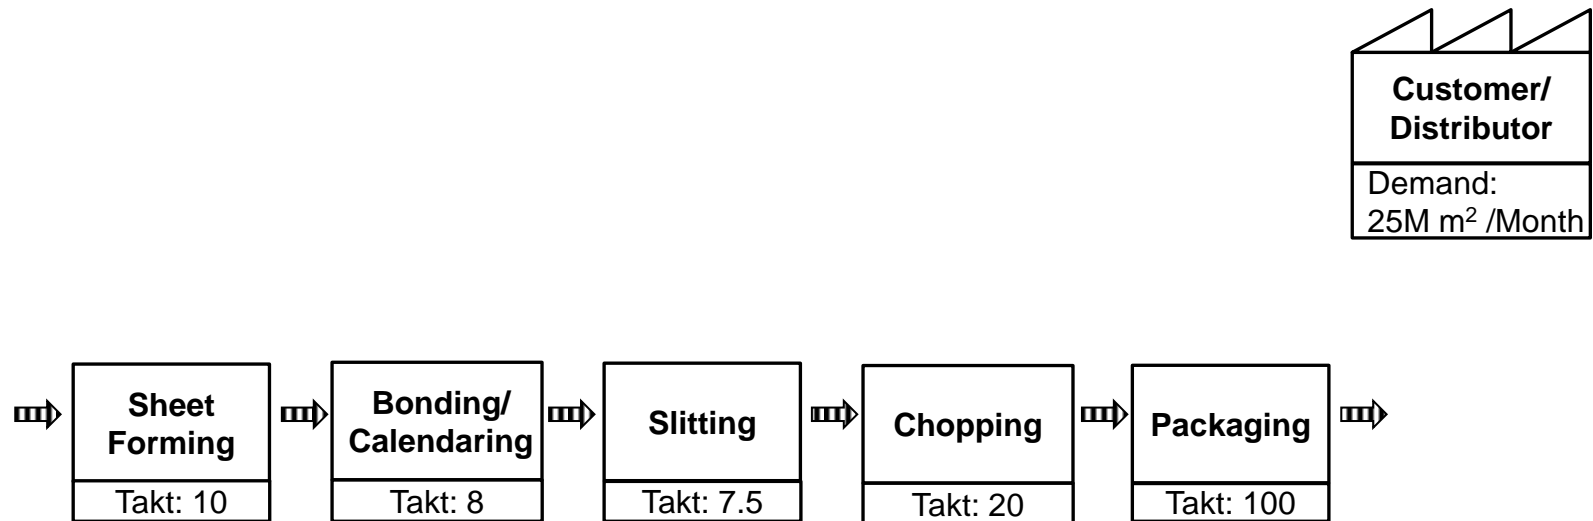 Customer/
Distributor
Demand:
25M m² /Month
Sheet
Forming
Takt: 10
Bonding/
Calendaring
Takt: 8
Slitting
Takt: 7.5
Chopping
Takt: 20
Packaging
Takt: 100